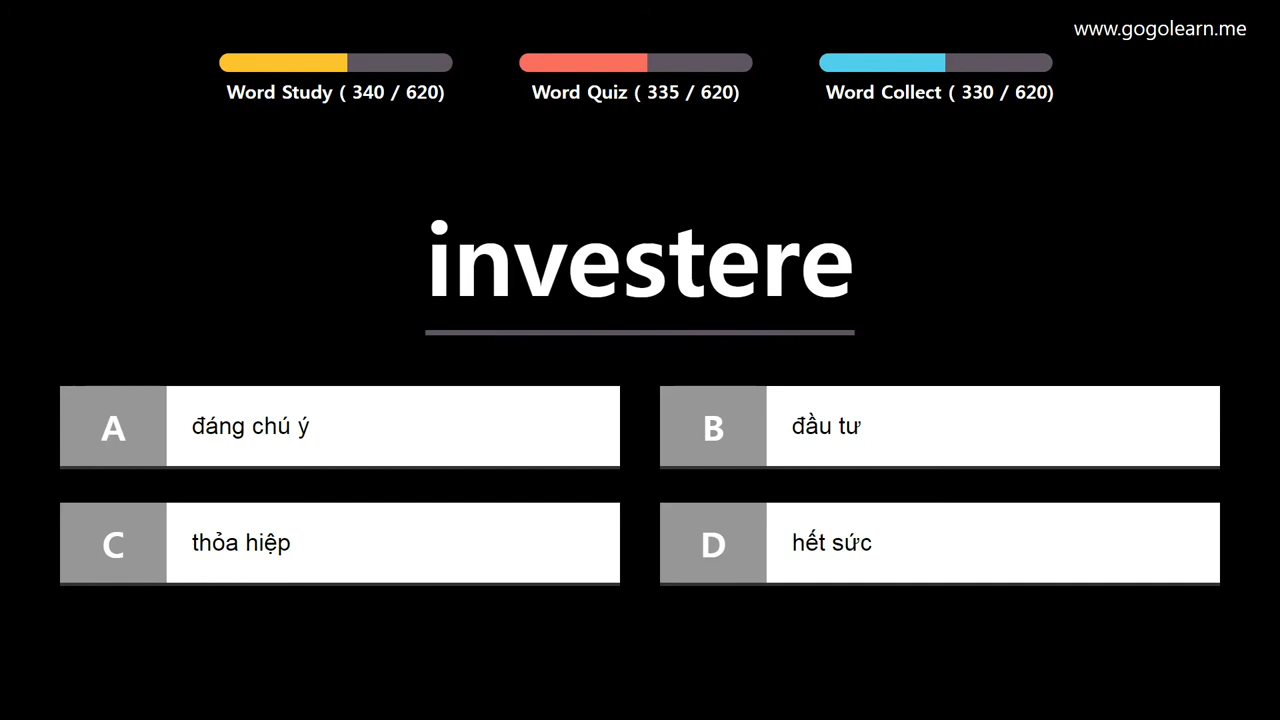 www.gogolearn.me
Word Study ( 340 / 620)
Word Quiz ( 335 / 620)
Word Collect ( 330 / 620)
investere
A
đáng chú ý
B
đầu tư
C
thỏa hiệp
D
hết sức